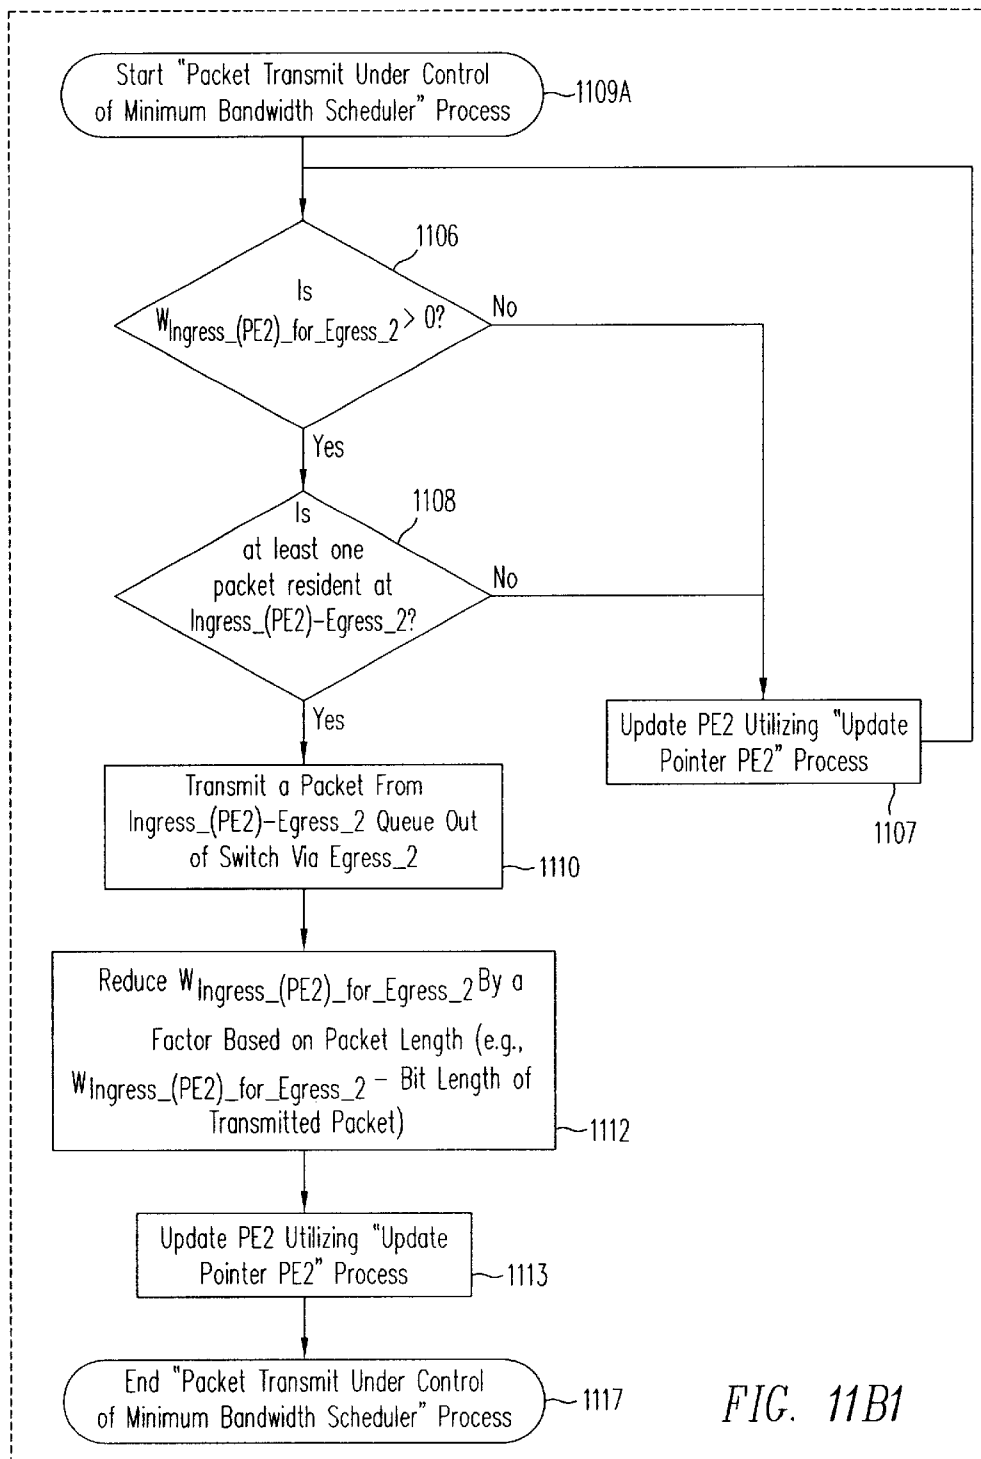 Start "Packet Transmit Under Control
of Minimum Bandwidth Scheduler" Process
1109A
1106
Is
WIngress_(PE2)_for_Egress_2 > 0?
No
Yes
1108
Is
at least one
packet resident at
Ingress_(PE2)-Egress_2?
No
Yes
Update PE2 Utilizing "Update
Pointer PE2" Process
1107
Transmit a Packet From
Ingress_(PE2)-Egress_2 Queue Out
of Switch Via Egress_2
1110
Reduce WIngress_(PE2)_for_Egress_2 By a
Factor Based on Packet Length (e.g.,
WIngress_(PE2)_for_Egress_2 - Bit Length of
Transmitted Packet)
1112
Update PE2 Utilizing "Update
Pointer PE2" Process
1113
End "Packet Transmit Under Control
of Minimum Bandwidth Scheduler" Process
1117
FIG. 11B1